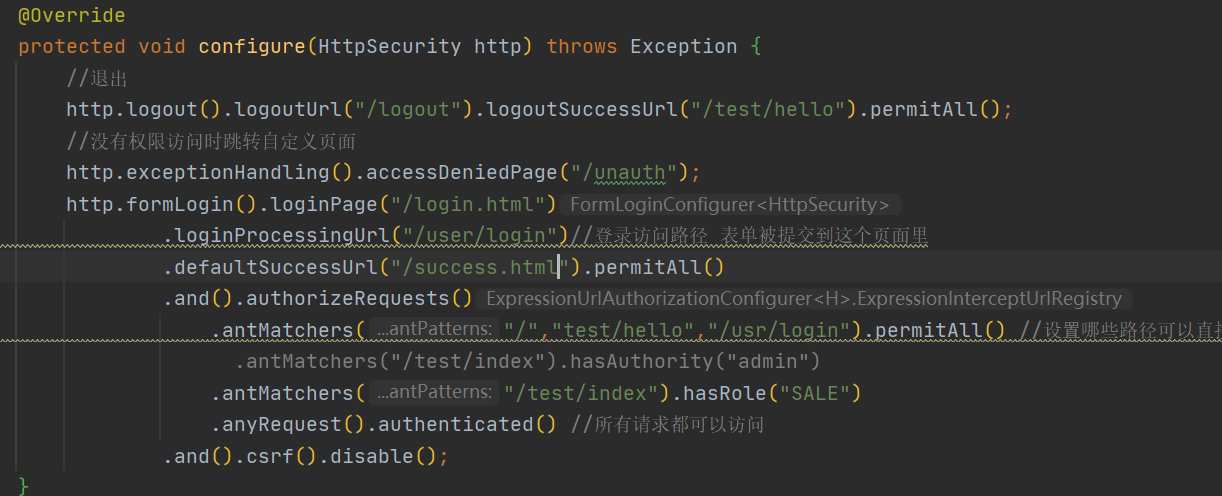 @Override
protected void configure(HttpSecurity http) throws Exception {
//退出
http.logout().logoutUrl("/logout").logoutSuccessUrl("/test/hello").permitAll();
//没有权限访问时跳转自定义页面
http.exceptionHandling().accessDeniedPage("/unauth");
http.formLogin().loginPage("/login.html") FormLoginConfigurer<HttpSecurity>
.loginProcessingUrl("/user/login")//登录访问路径 表单被提交到这个页面里
.defaultSuccessUrl("/success.html").permitAll()
.and().authorizeRequests() ExpressionUrlAuthorizationConfigurer<H>.ExpressionInterceptUrlRegistry
.antMatchers( ...antPatterns: "/","test/hello","/usr/login").permitAll() //设置哪些路径可以直
.antMatchers("/test/index").hasAuthority("admin")
.antMatchers( ...antPatterns: "/test/index").hasRole("SALE")
.anyRequest().authenticated() //所有请求都可以访问
.and().csrf().disable();
}